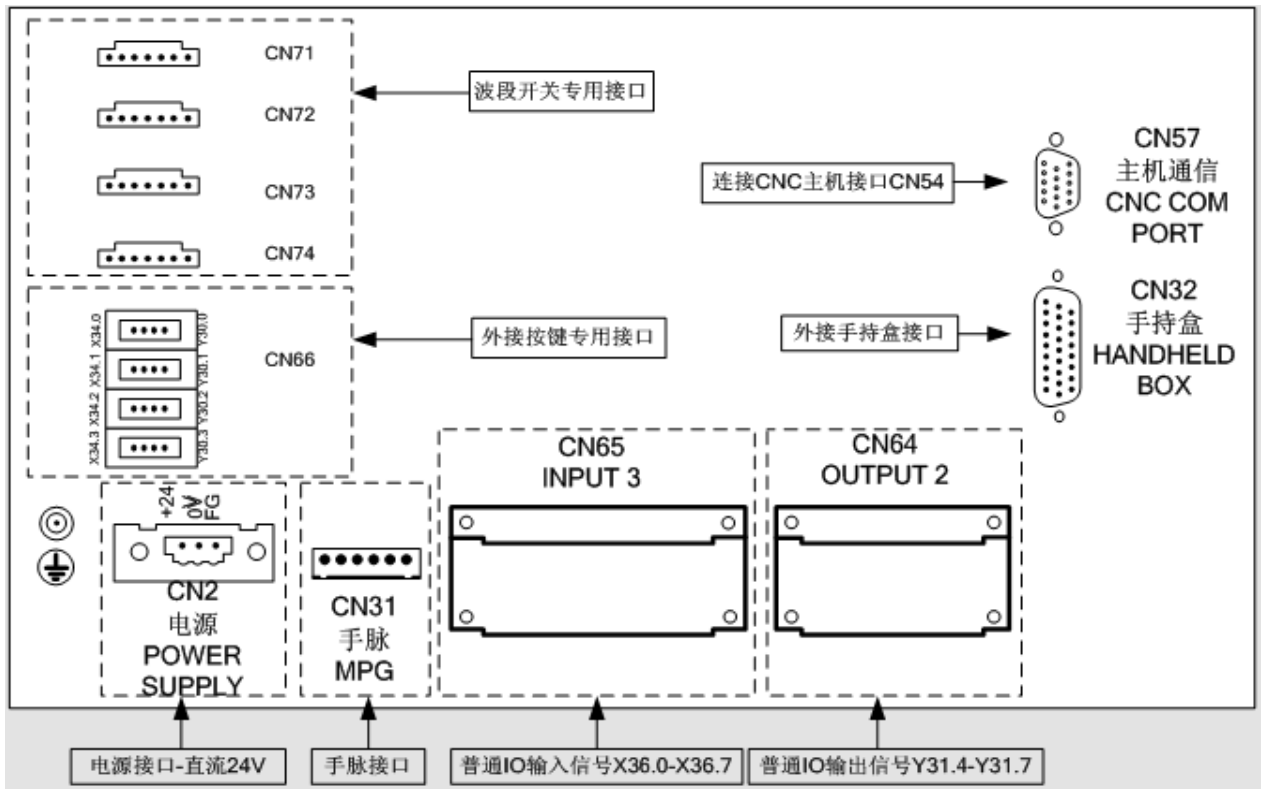 CN71
CN72
CN73
CN74
波段开关专用接口
连接CNC主机接口CN54
CN57
主机通信
CNC COM
PORT
X34.0
Y30.0
X34.1
Y30.1
X34.2
Y30.2
X34.3
Y30.3
CN66
外接按键专用接口
外接手持盒接口
CN32
手持盒
HANDHELD
BOX
+24V
0V
FG
CN2
电源
POWER
SUPPLY
CN31
手脉
MPG
CN65
INPUT 3
CN64
OUTPUT 2
电源接口-直流24V
手脉接口
普通IO输入信号X36.0-X36.7
普通IO输出信号Y31.4-Y31.7